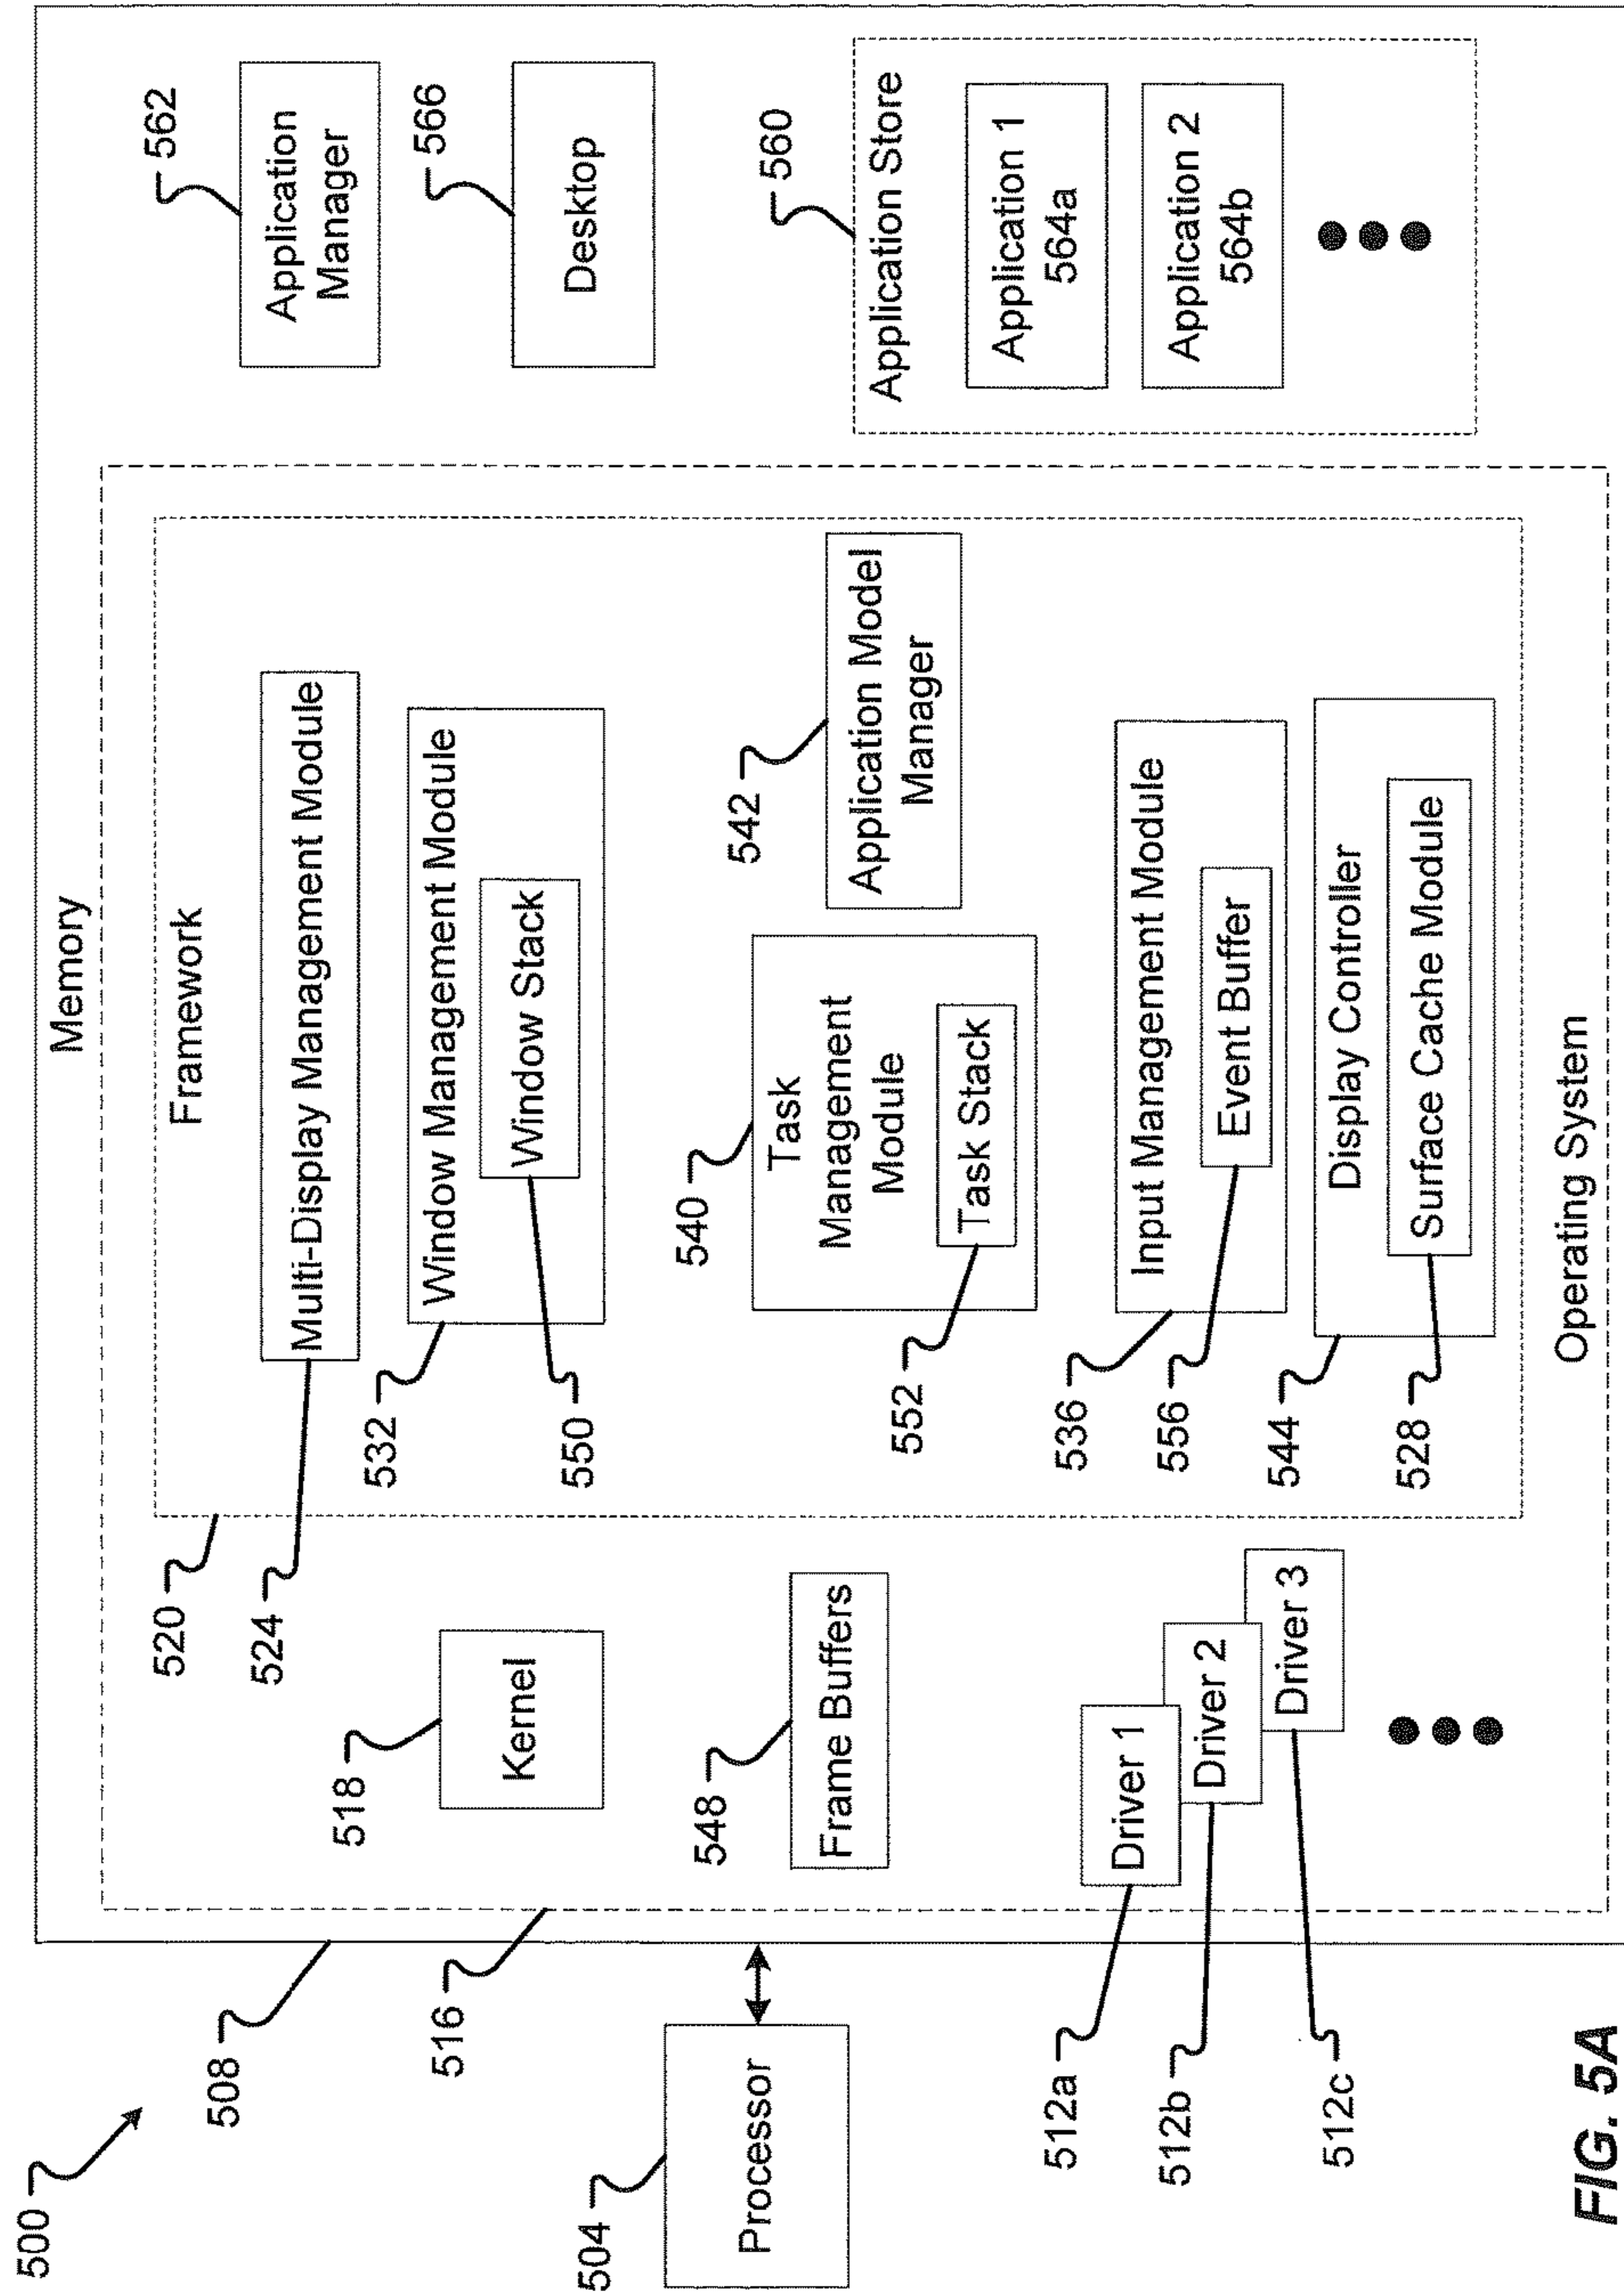 500
508
516
504
Processor
512a
512b
512c
FIG. 5A
Memory
520
524
518
Kernel
548
Frame Buffers
Driver 1
Driver 2
Driver 3
Framework
Multi-Display Management Module
532
Window Management Module
550
Window Stack
540
Task
Management
Module
552
Task Stack
542
Application Model
Manager
536
Input Management Module
556
Event Buffer
544
Display Controller
528
Surface Cache Module
Operating System
562
Application
Manager
566
Desktop
560
Application Store
Application 1
564a
Application 2
564b